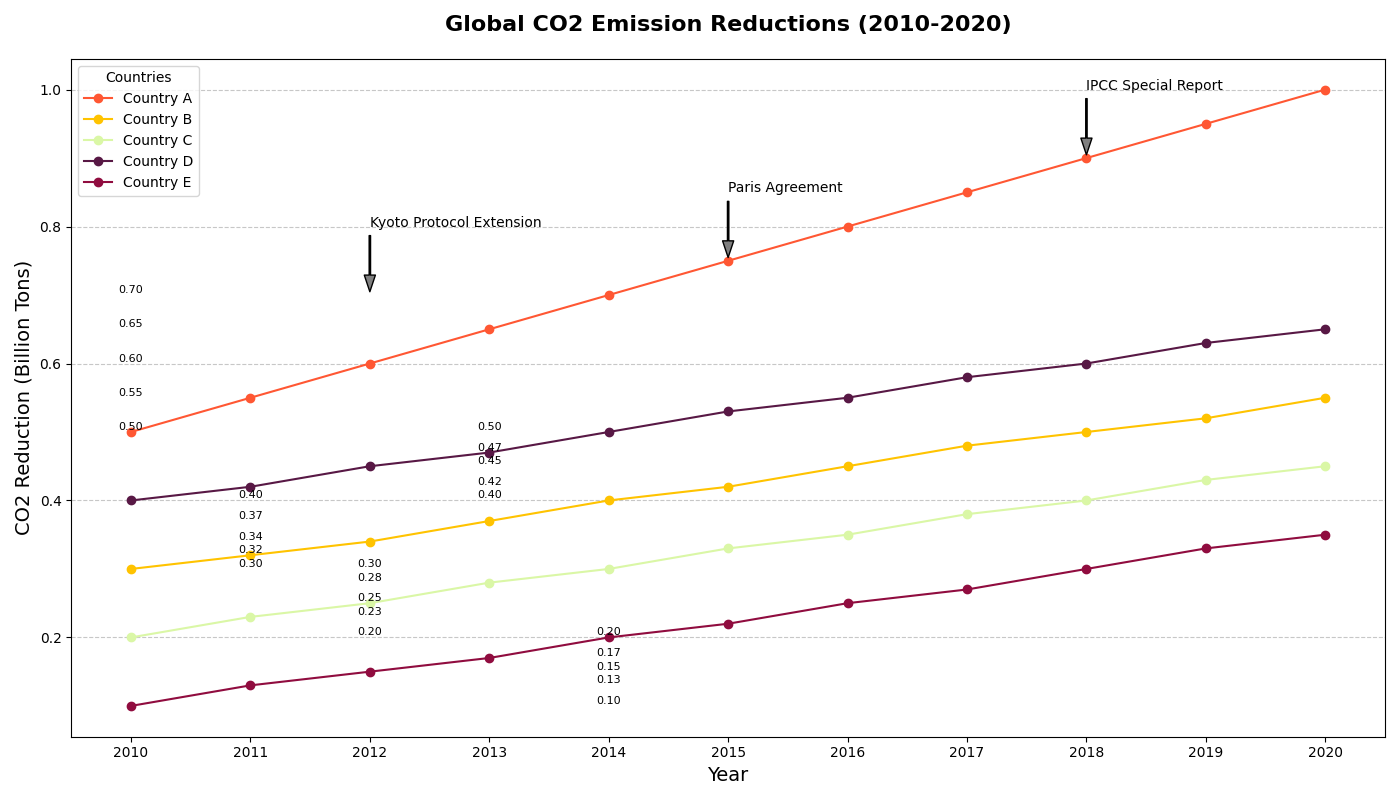 Global CO2 Emission Reductions (2010-2020)
Countries
Country A
Country B
Country C
Country D
Country E
IPCC Special Report
Paris Agreement
Kyoto Protocol Extension
1.0
0.8
0.6
0.4
0.2
CO2 Reduction (Billion Tons)
0.70
0.65
0.60
0.55
0.50
0.40
0.37
0.34
0.32
0.30
0.30
0.28
0.25
0.23
0.20
0.50
0.47
0.45
0.42
0.40
0.20
0.17
0.15
0.13
0.10
2010 2011 2012 2013 2014 2015 2016 2017 2018 2019 2020
Year